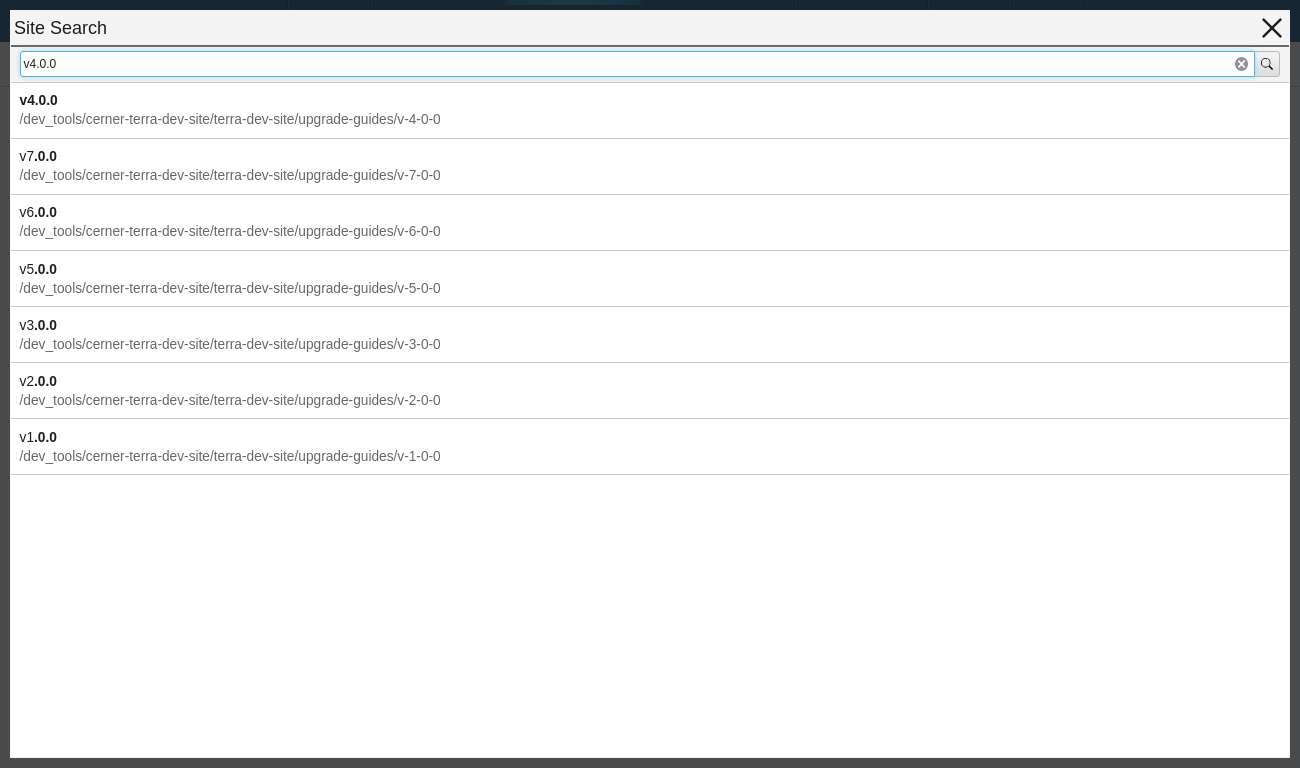 Site Search
v4.0.0
v4.0.0
/dev_tools/cerner-terra-dev-site/terra-dev-site/upgrade-guides/v-4-0-0
v7.0.0
/dev_tools/cerner-terra-dev-site/terra-dev-site/upgrade-guides/v-7-0-0
v6.0.0
/dev_tools/cerner-terra-dev-site/terra-dev-site/upgrade-guides/v-6-0-0
v5.0.0
/dev_tools/cerner-terra-dev-site/terra-dev-site/upgrade-guides/v-5-0-0
v3.0.0
/dev_tools/cerner-terra-dev-site/terra-dev-site/upgrade-guides/v-3-0-0
v2.0.0
/dev_tools/cerner-terra-dev-site/terra-dev-site/upgrade-guides/v-2-0-0
v1.0.0
/dev_tools/cerner-terra-dev-site/terra-dev-site/upgrade-guides/v-1-0-0